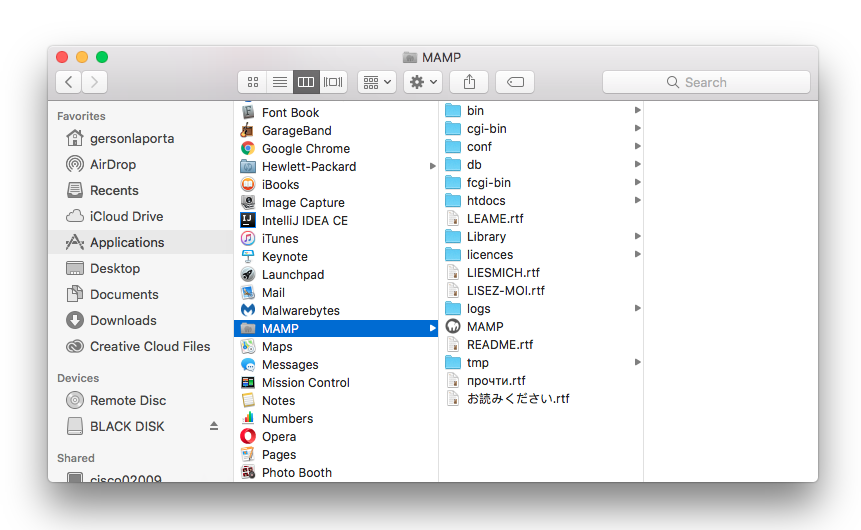 MAMP
Search
Favorites
gersonlaporta
AirDrop
Recents
iCloud Drive
Applications
Desktop
Documents
Downloads
Creative Cloud Files
Devices
Remote Disc
BLACK DISK
Shared
cisco02009
Font Book
GarageBand
Google Chrome
Hewlett-Packard
iBooks
Image Capture
IntelliJ IDEA CE
iTunes
Keynote
Launchpad
Mail
Malwarebytes
MAMP
Maps
Messages
Mission Control
Notes
Numbers
Opera
Pages
Photo Booth
bin
cgi-bin
conf
db
fcgi-bin
htdocs
LEAME.rtf
Library
licences
LIESMICH.rtf
LISEZ-MOI.rtf
logs
MAMP
README.rtf
tmp
прочти.rtf
お読みください.rtf